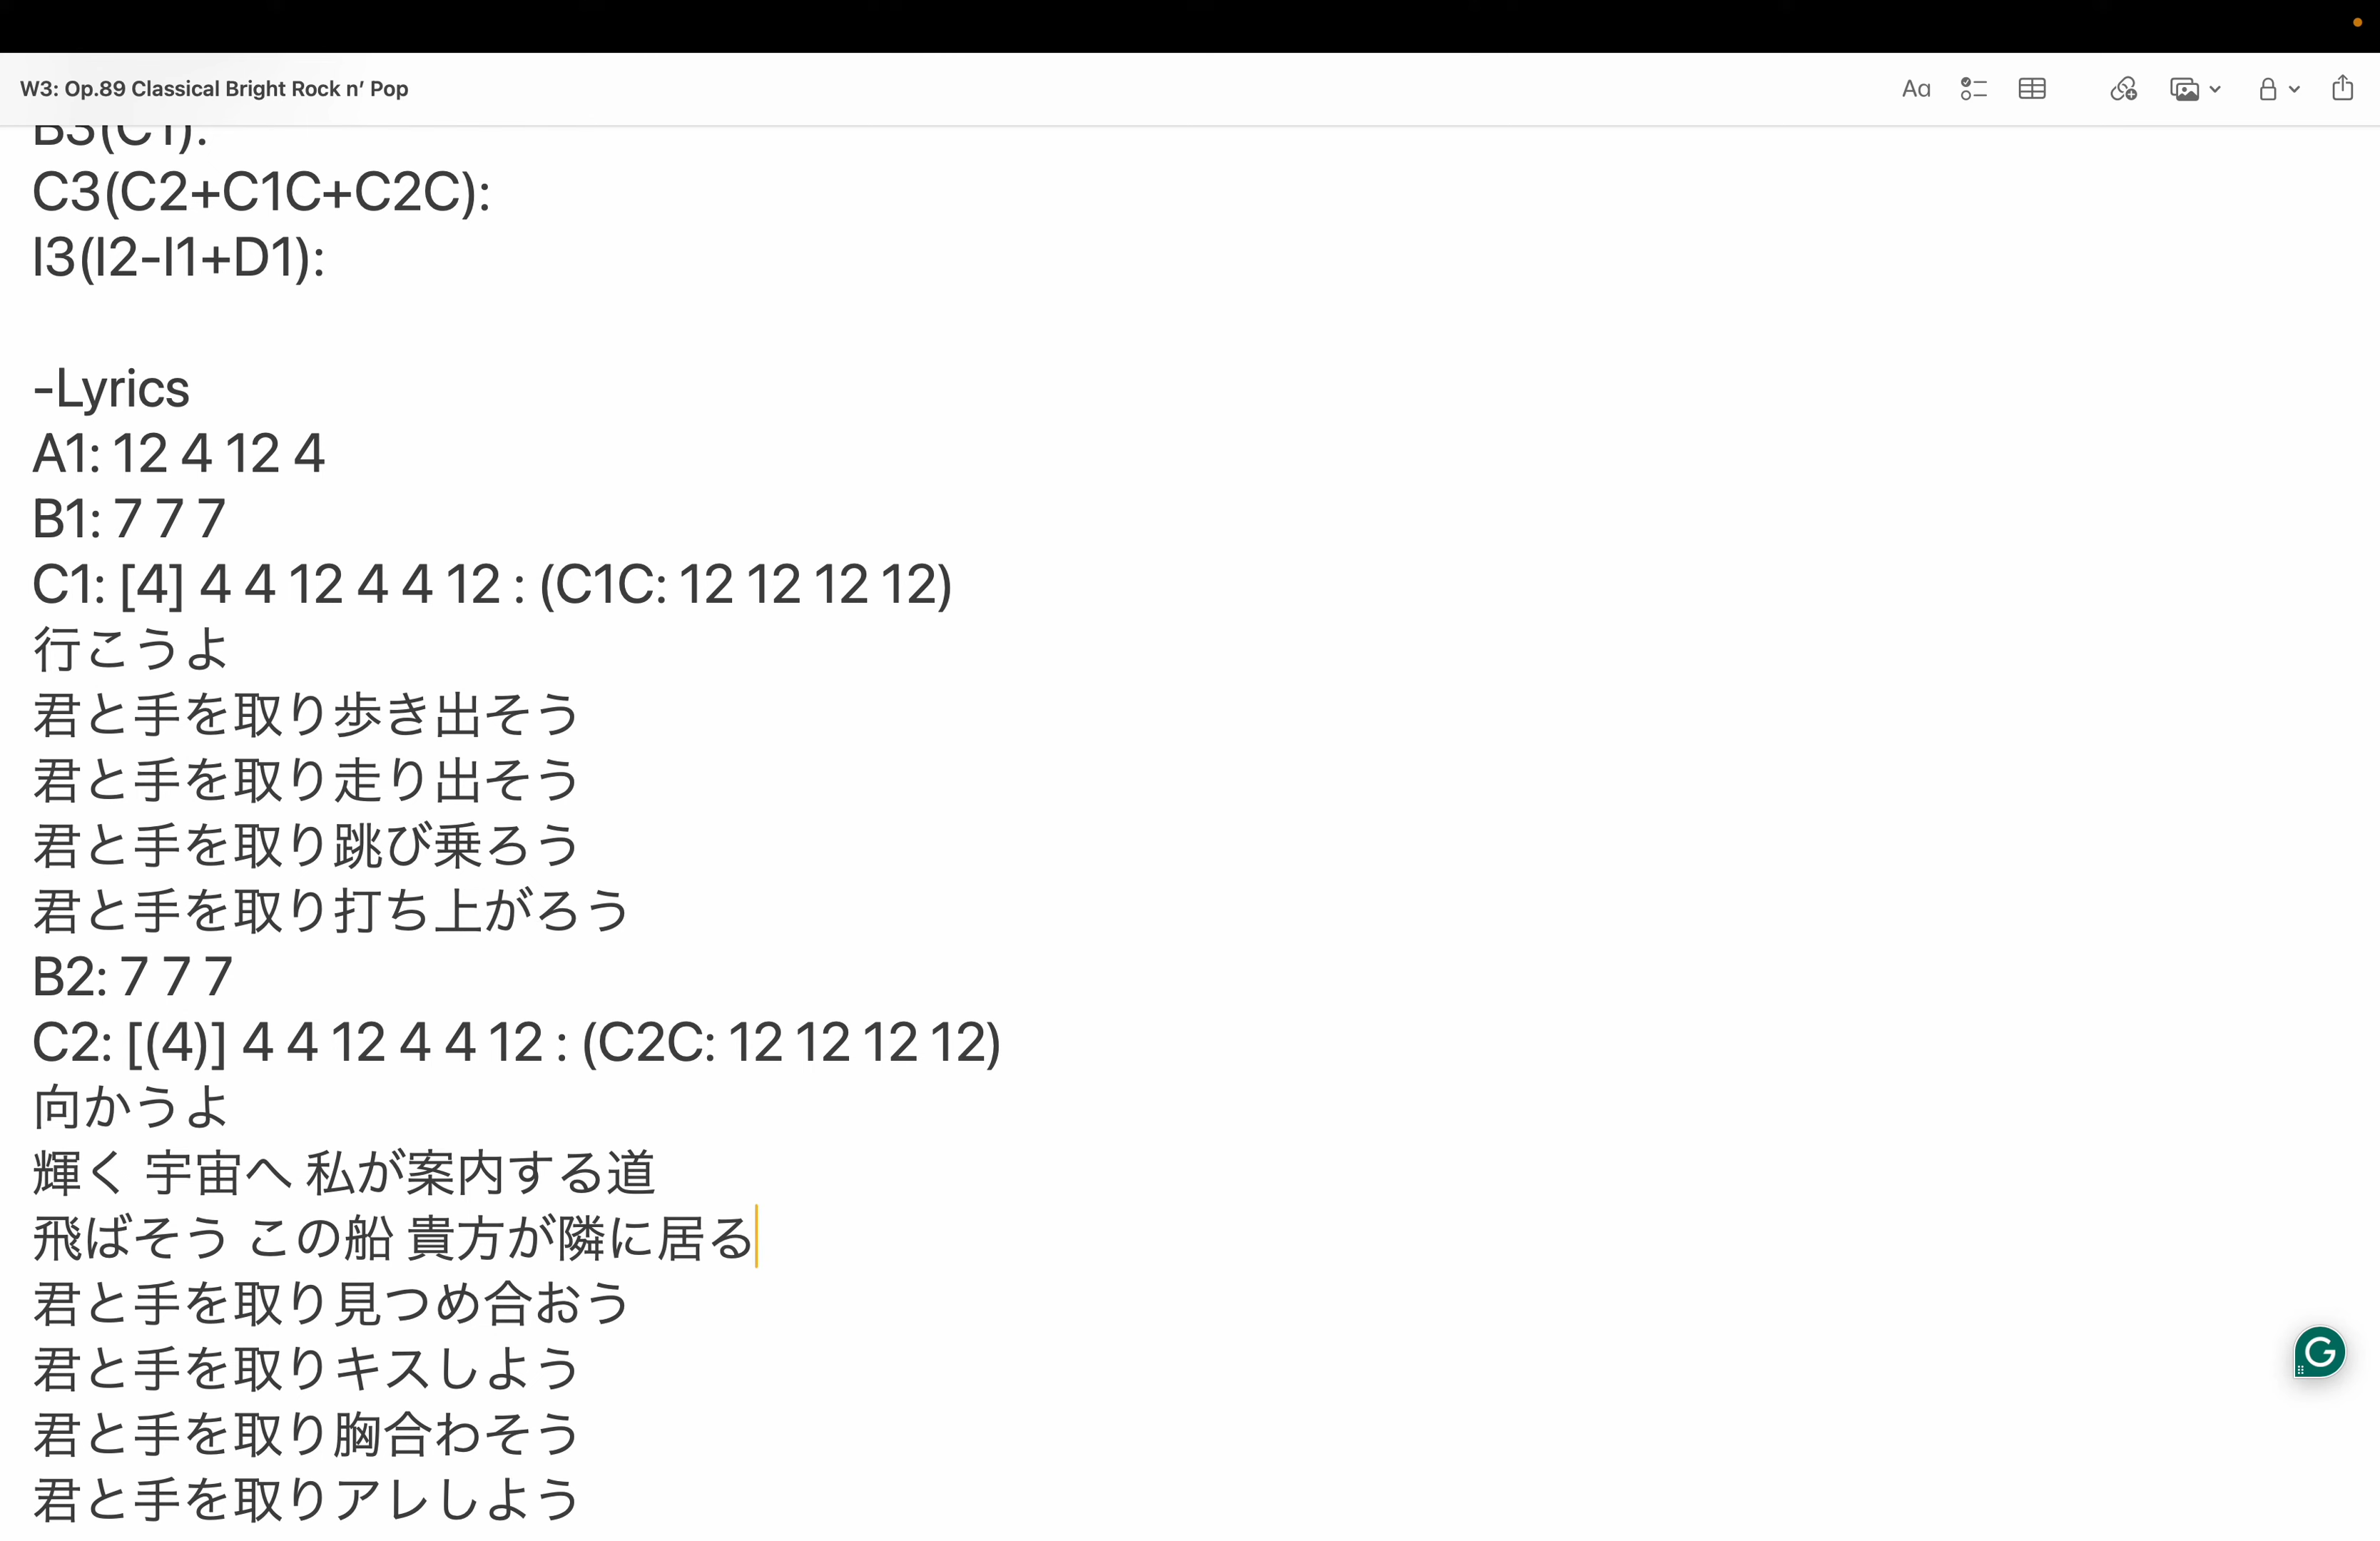 W3: Op.89 Classical Bright Rock n' Pop
Aa
B3(C1):
C3(C2+C1C+C2C):
I3(I2-I1+D1):
-Lyrics
A1: 12 4 12 4
B1: 7 7 7
C1: [4] 4 4 12 4 4 12 : (C1C: 12 12 12 12)
行こうよ
君と手を取り歩き出そう
君と手を取り走り出そう
君と手を取り跳び乗ろう
君と手を取り打ち上がろう
B2: 7 7 7
C2: [(4)] 4 4 12 4 4 12 : (C2C: 12 12 12 12)
向かうよ
輝く 宇宙へ 私が案内する道
飛ばそう この船 貴方が隣に居る
君と手を取り見つめ合おう
君と手を取りキスしよう
君と手を取り胸合わそう
君と手を取りアレしよう